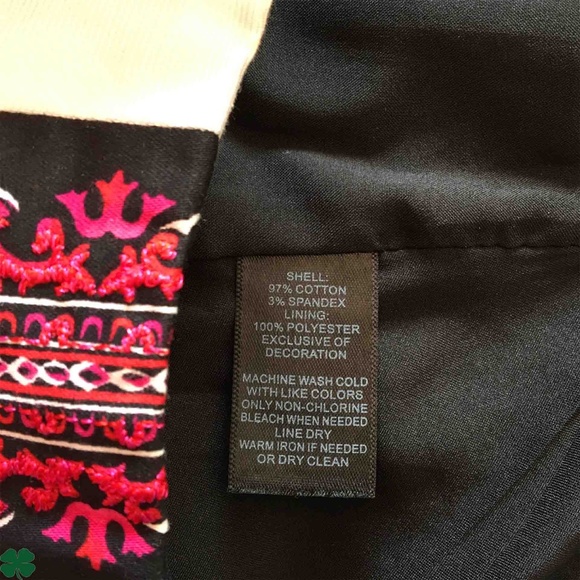 SHELL:
97% COTTON
3% SPANDEX
LINING:
100% POLYESTER
EXCLUSIVE OF
DECORATION
MACHINE WASH COLD
WITH LIKE COLORS
ONLY NON-CHLORINE
BLEACH WHEN NEEDED
LINE DRY
WARM IRON IF NEEDED
OR DRY CLEAN